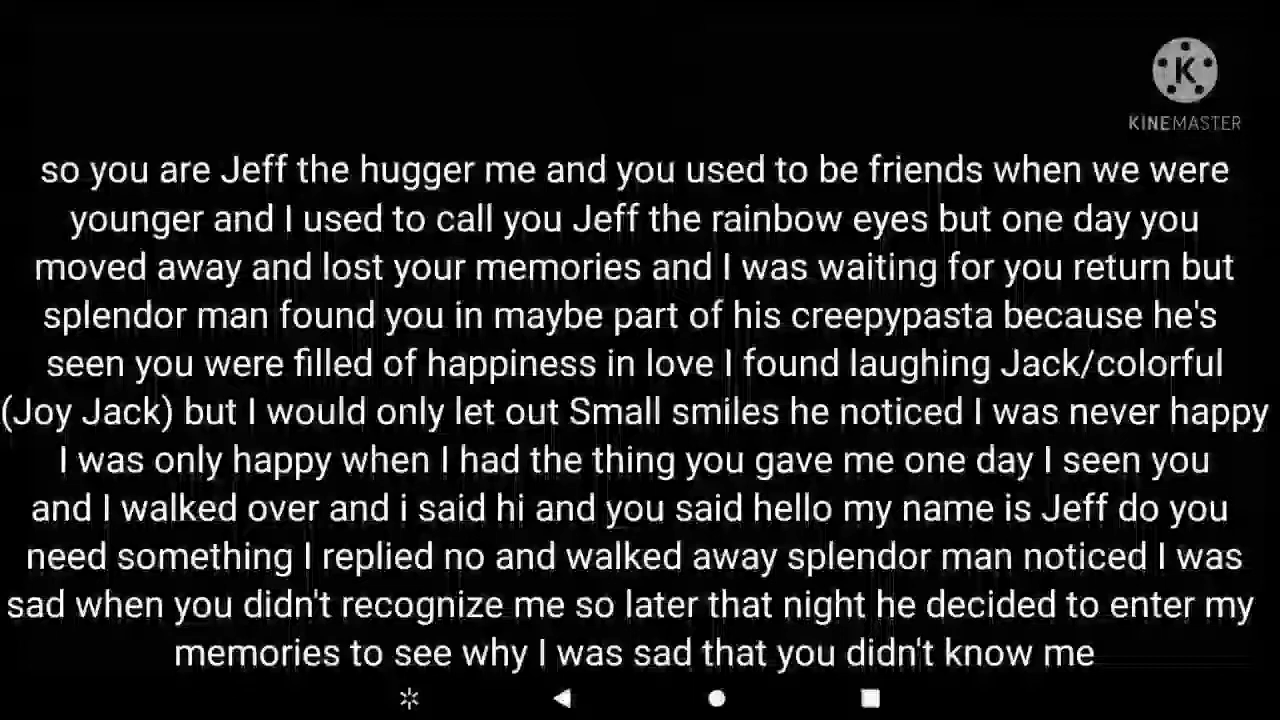 K
KINEMASTER
so you are Jeff the hugger me and you used to be friends when we were
younger and I used to call you Jeff the rainbow eyes but one day you
moved away and lost your memories and I was waiting for you return but
splendor man found you in maybe part of his creepypasta because he's
seen you were filled of happiness in love I found laughing Jack/colorful
(Joy Jack) but I would only let out Small smiles he noticed I was never happy
I was only happy when I had the thing you gave me one day I seen you
and I walked over and i said hi and you said hello my name is Jeff do you
need something I replied no and walked away splendor man noticed I was
sad when you didn't recognize me so later that night he decided to enter my
memories to see why I was sad that you didn't know me